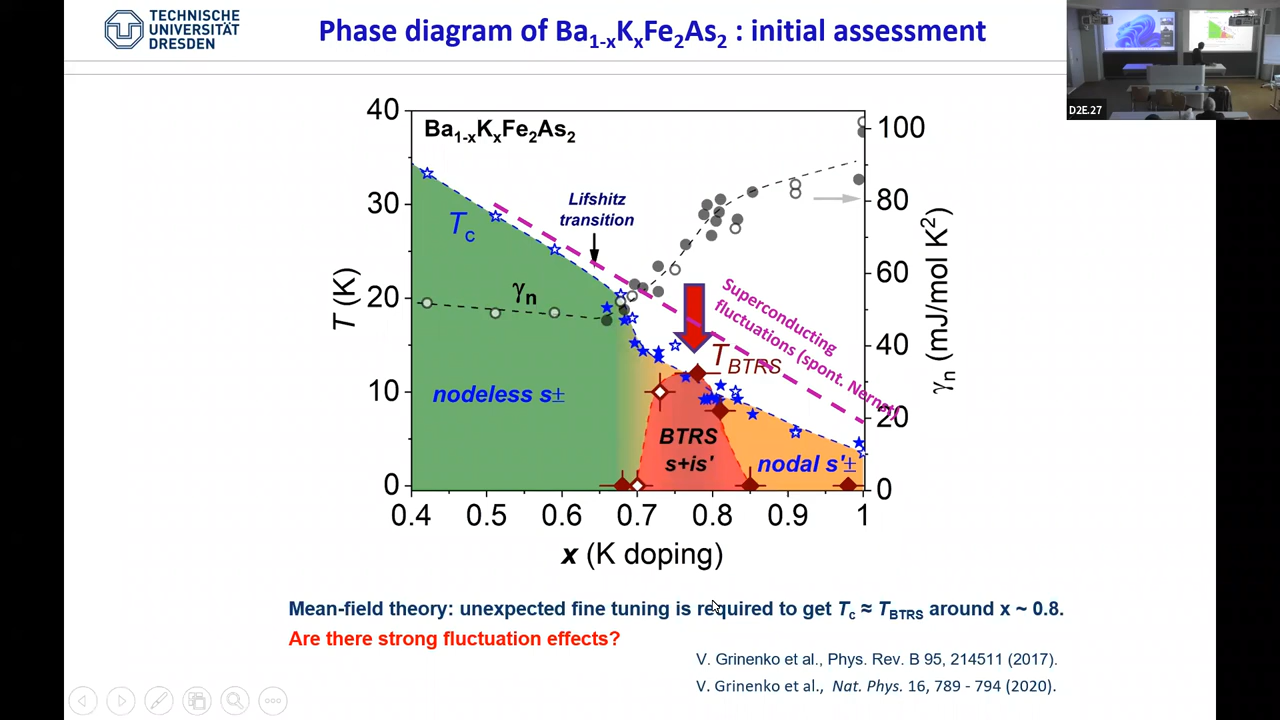 TECHNISCHE
UNIVERSITÄT
DRESDEN
Phase diagram of Ba1-xKxFe2As2 : initial assessment
D2E.27
Ba1-xKxFe2As2
40
30
20
10
0
T (K)
100
80
60
40
20
0
γn (mJ/mol K2)
Tc
Lifshitz
transition
γn
Superconducting
fluctuations (spont. Nernst)
TBTRS
nodeless s±
BTRS
s+is'
nodal s'±
0.4 0.5 0.6 0.7 0.8 0.9 1
x (K doping)
Mean-field theory: unexpected fine tuning is required to get Tc ≈ TBTRS around x ~ 0.8.
Are there strong fluctuation effects?
V. Grinenko et al., Phys. Rev. B 95, 214511 (2017).
V. Grinenko et al., Nat. Phys. 16, 789 - 794 (2020).